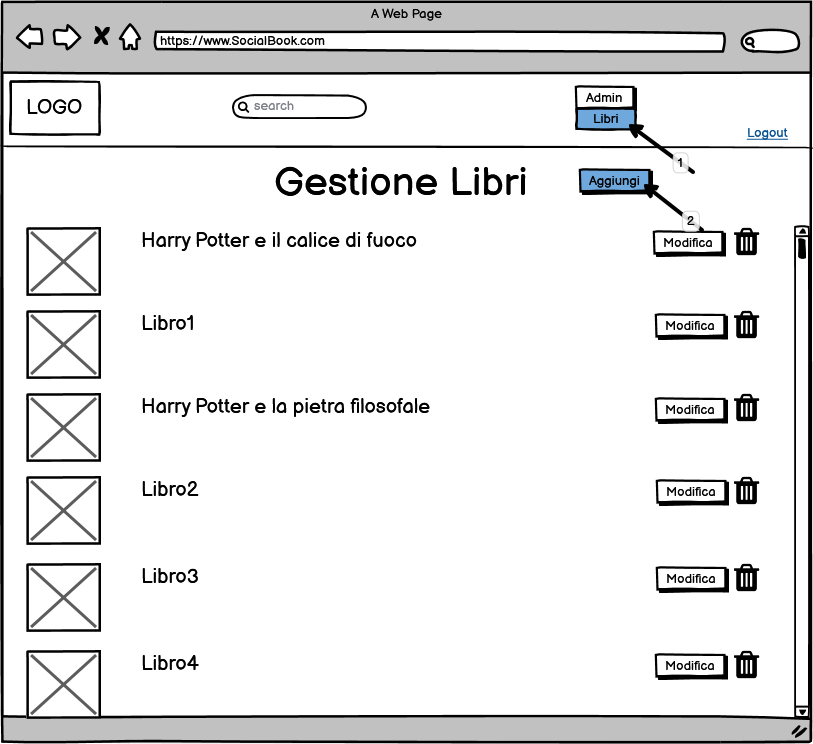 A Web Page
https://www.SocialBook.com
LOGO
search
Admin
Libri
Logout
1
Gestione Libri
Aggiungi
2
Harry Potter e il calice di fuoco
Modifica
Libro1
Modifica
Harry Potter e la pietra filosofale
Modifica
Libro2
Modifica
Libro3
Modifica
Libro4
Modifica